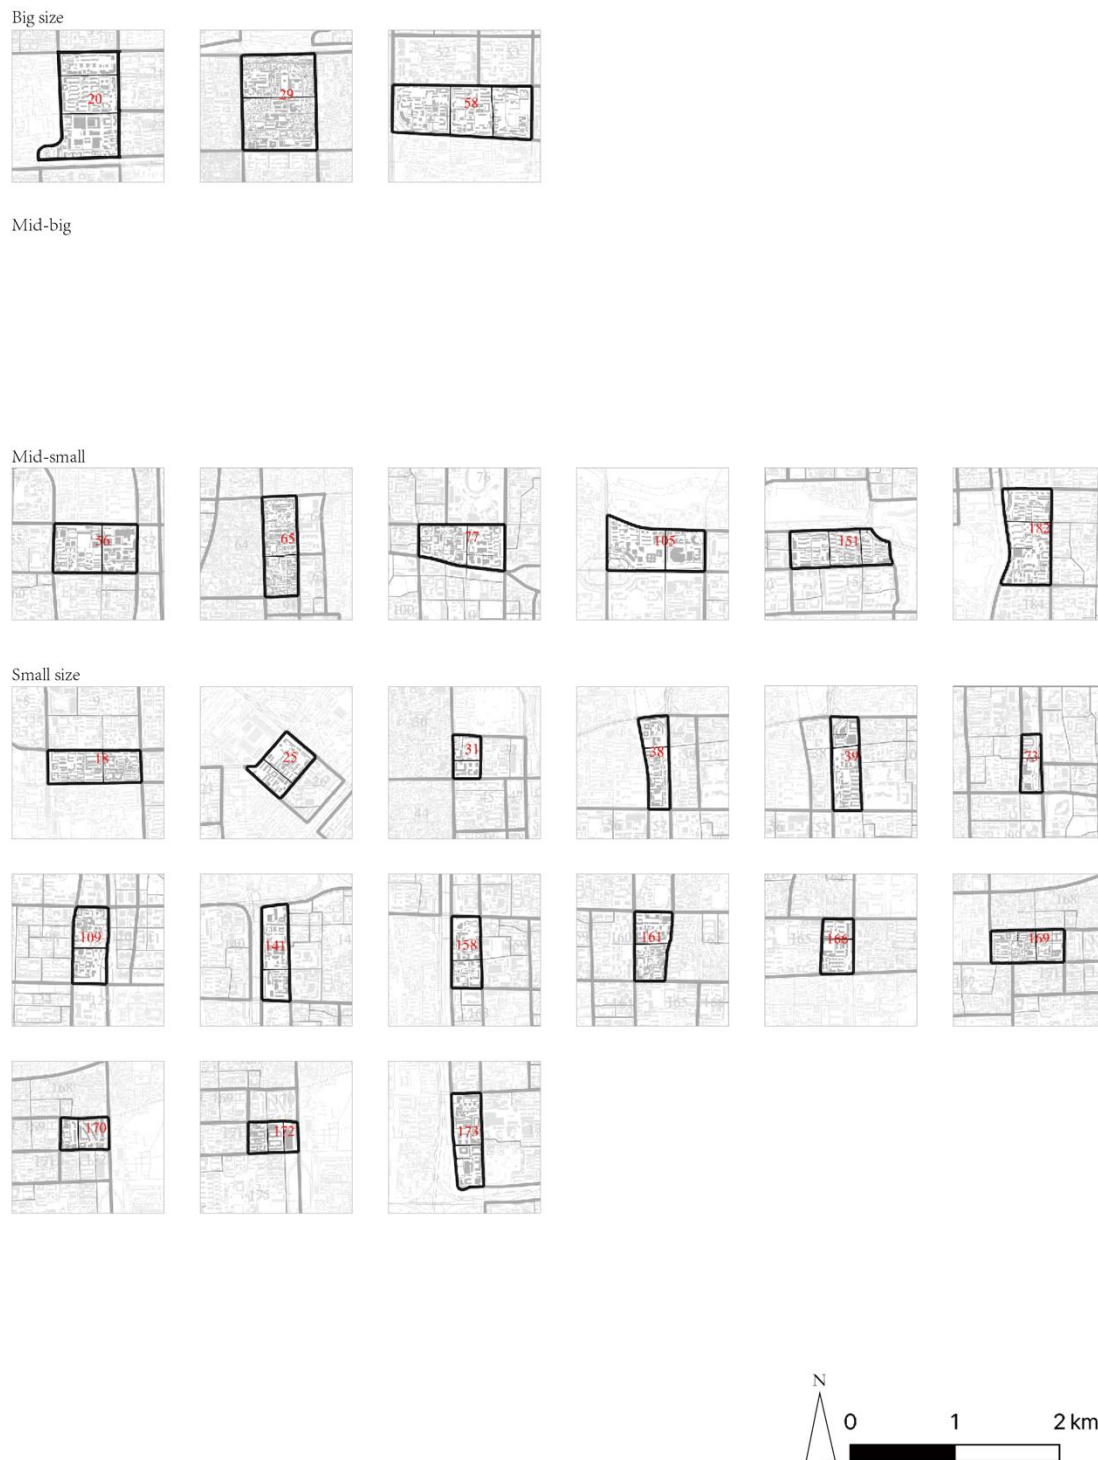 Big size
20 29 58
Mid-big
Mid-small
56 65 77 105 151 182
Small size
18 25 31 38 39 73
109 141 158 161 166 169
170 172 173
N
0 1 2 km